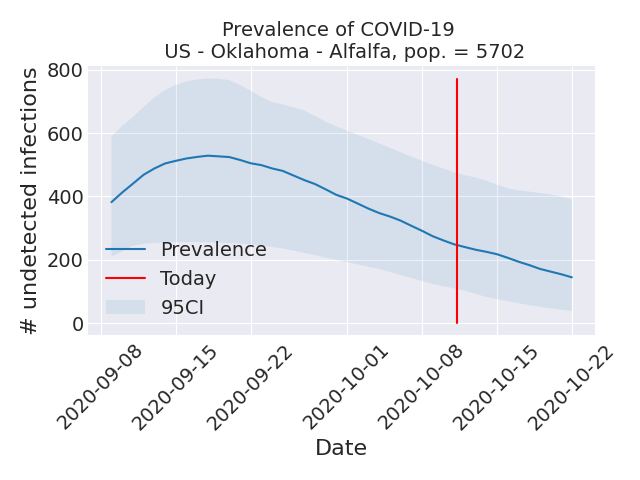 Prevalence of COVID-19
US - Oklahoma - Alfalfa, pop. = 5702
# undetected infections
800
600
400
200
0
Prevalence
Today
95CI
2020-09-08
2020-09-15
2020-09-22
2020-10-01
2020-10-08
2020-10-15
2020-10-22
Date